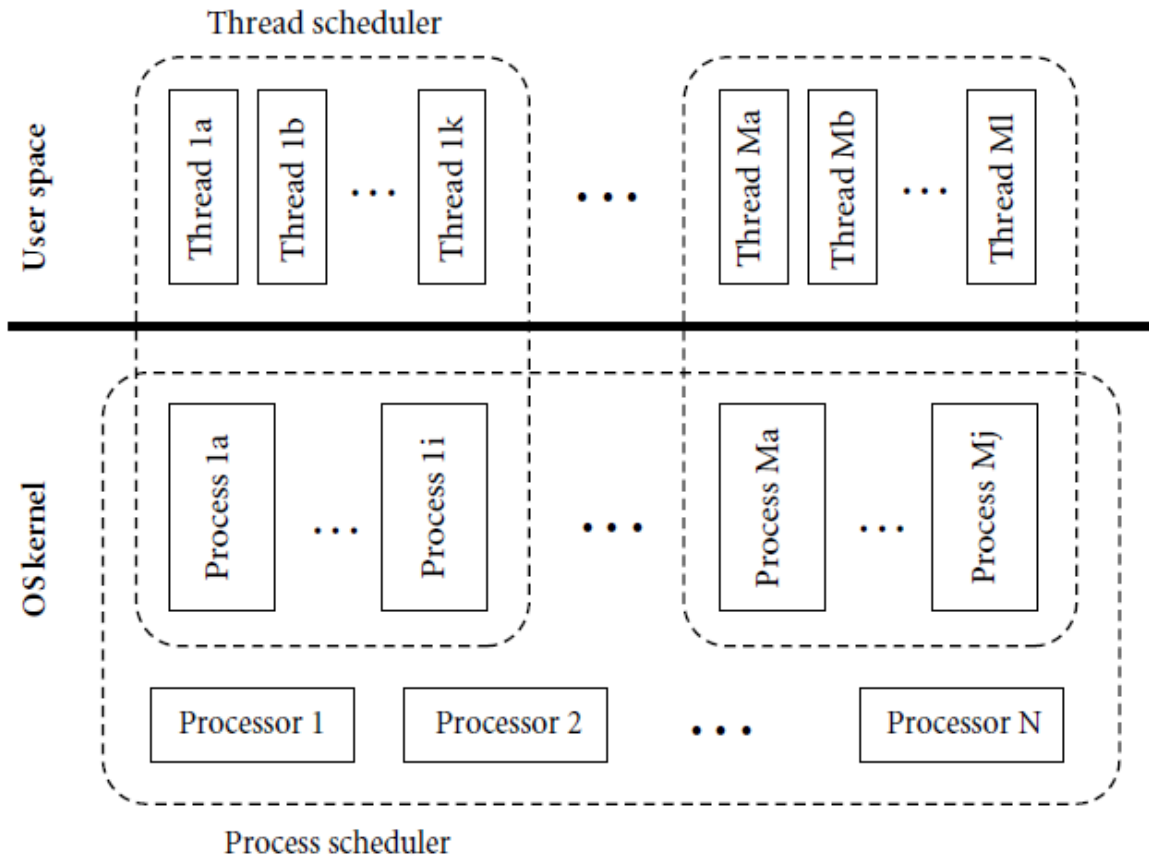 Thread scheduler
User space
Thread 1a
Thread 1b
...
Thread 1k
...
Thread Ma
Thread Mb
...
Thread Ml
OS kernel
Process 1a
...
Process 1i
...
Process Ma
...
Process Mj
Processor 1
Processor 2
...
Processor N
Process scheduler